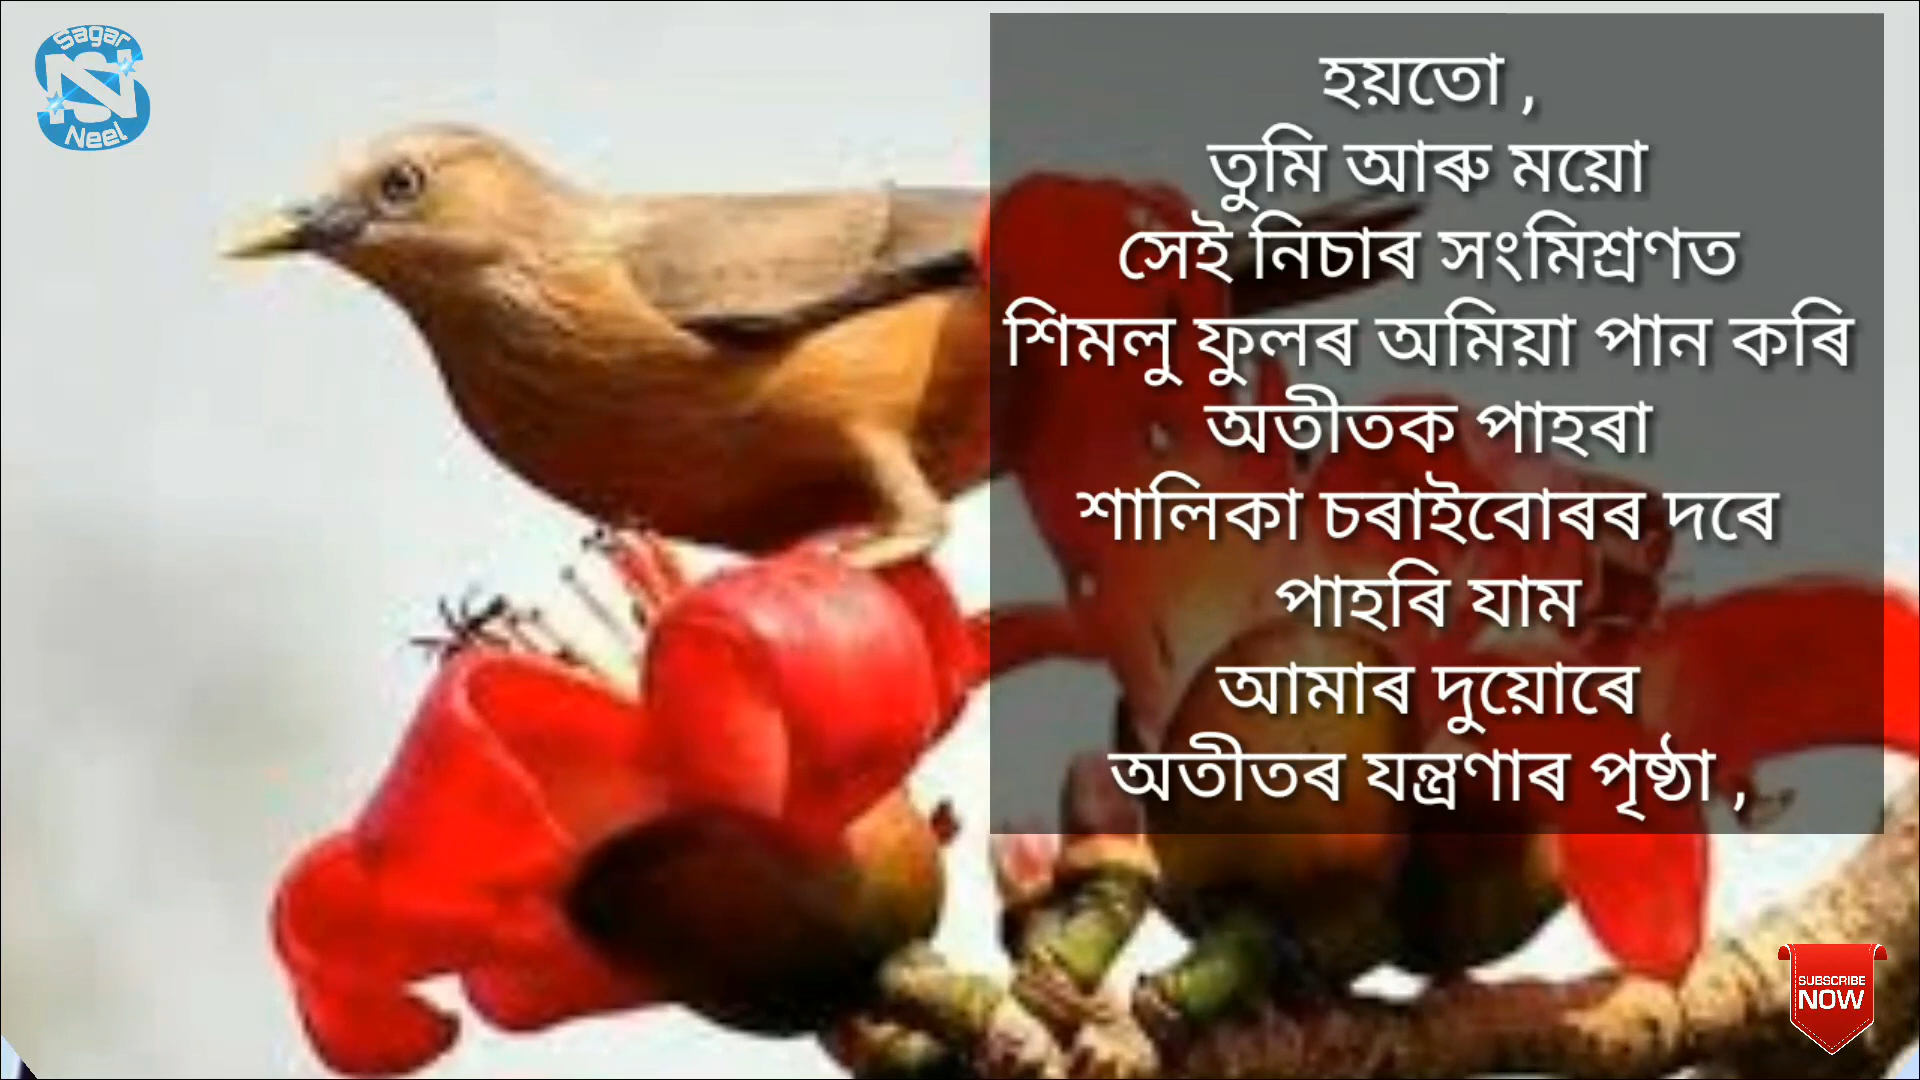 Sagar
SN
Neel
হয়তো ,
তুমি আৰু ময়ো
সেই নিচাৰ সংমিশ্ৰণত
শিমলু ফুলৰ অমিয়া পান কৰি
অতীতক পাহৰা
শালিকা চৰাইবোৰৰ দৰে
পাহৰি যাম
আমাৰ দুয়োৰে
অতীতৰ যন্ত্ৰণাৰ পৃষ্ঠা ,
SUBSCRIBE
NOW